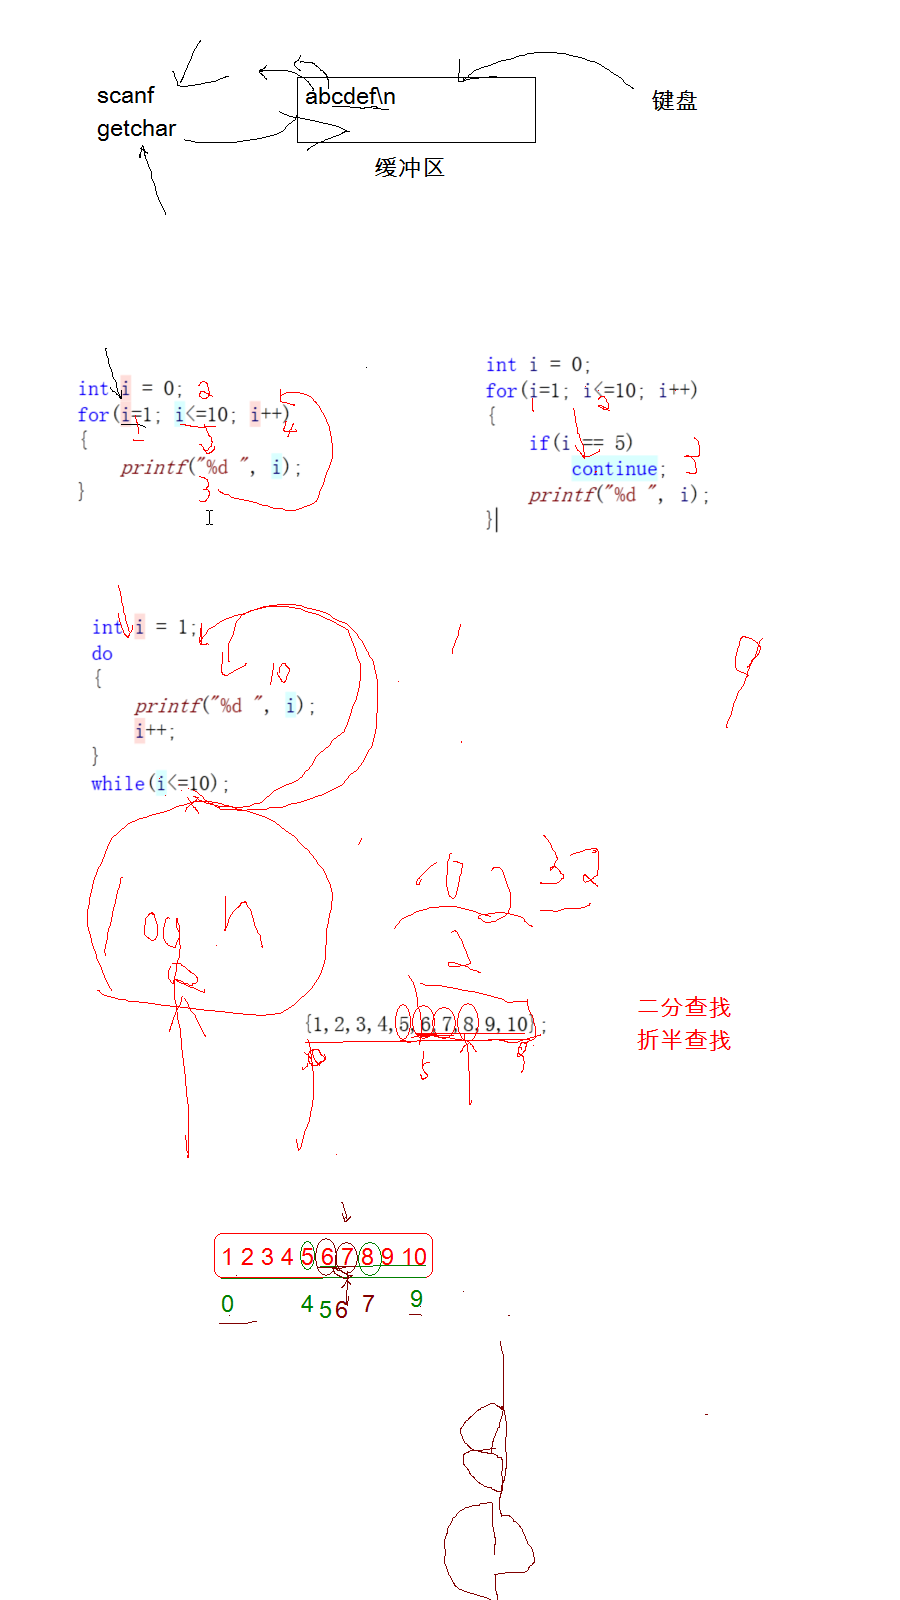 scanf
abcdef\n
键盘
getchar
缓冲区
int i = 0; 2
for(i=1; i<=10; i++)
1
4
{
printf("%d ", i);
3
}
int i = 0;
for(i=1; i<=10; i++)
1 2
{
if(i == 5)
continue; 3
printf("%d ", i);
}
int i = 1;
do
{
10
printf("%d ", i);
i++;
}
while(i<=10);
9
log n
2
32
2
{1,2,3,4,5,6,7,8,9,10};
5 9
二分查找
折半查找
1 2 3 4 5 6 7 8 9 10
0 4 5 6 7 9